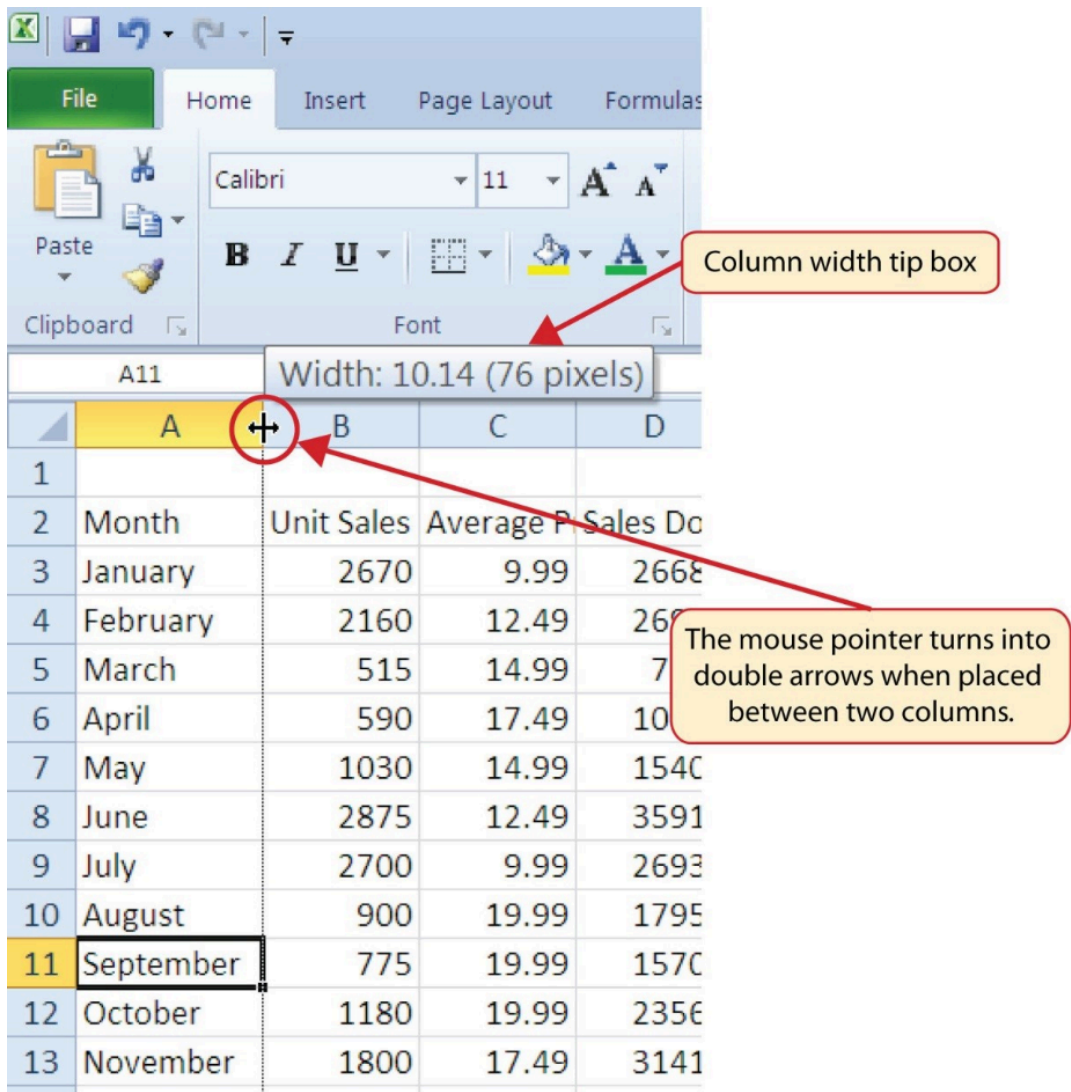 File Home Insert Page Layout Formulas
Calibri 11 A A
Paste B I U A
Clipboard Font
Column width tip box
A11 Width: 10.14 (76 pixels)
A B C D
1
2 Month Unit Sales Average P Sales Do
3 January 2670 9.99 2668
4 February 2160 12.49
5 March 515 14.99 7
6 April 590 17.49 10
7 May 1030 14.99 1540
8 June 2875 12.49 3591
9 July 2700 9.99 2693
10 August 900 19.99 1795
11 September 775 19.99 1570
12 October 1180 19.99 2356
13 November 1800 17.49 3141
The mouse pointer turns into
double arrows when placed
between two columns.